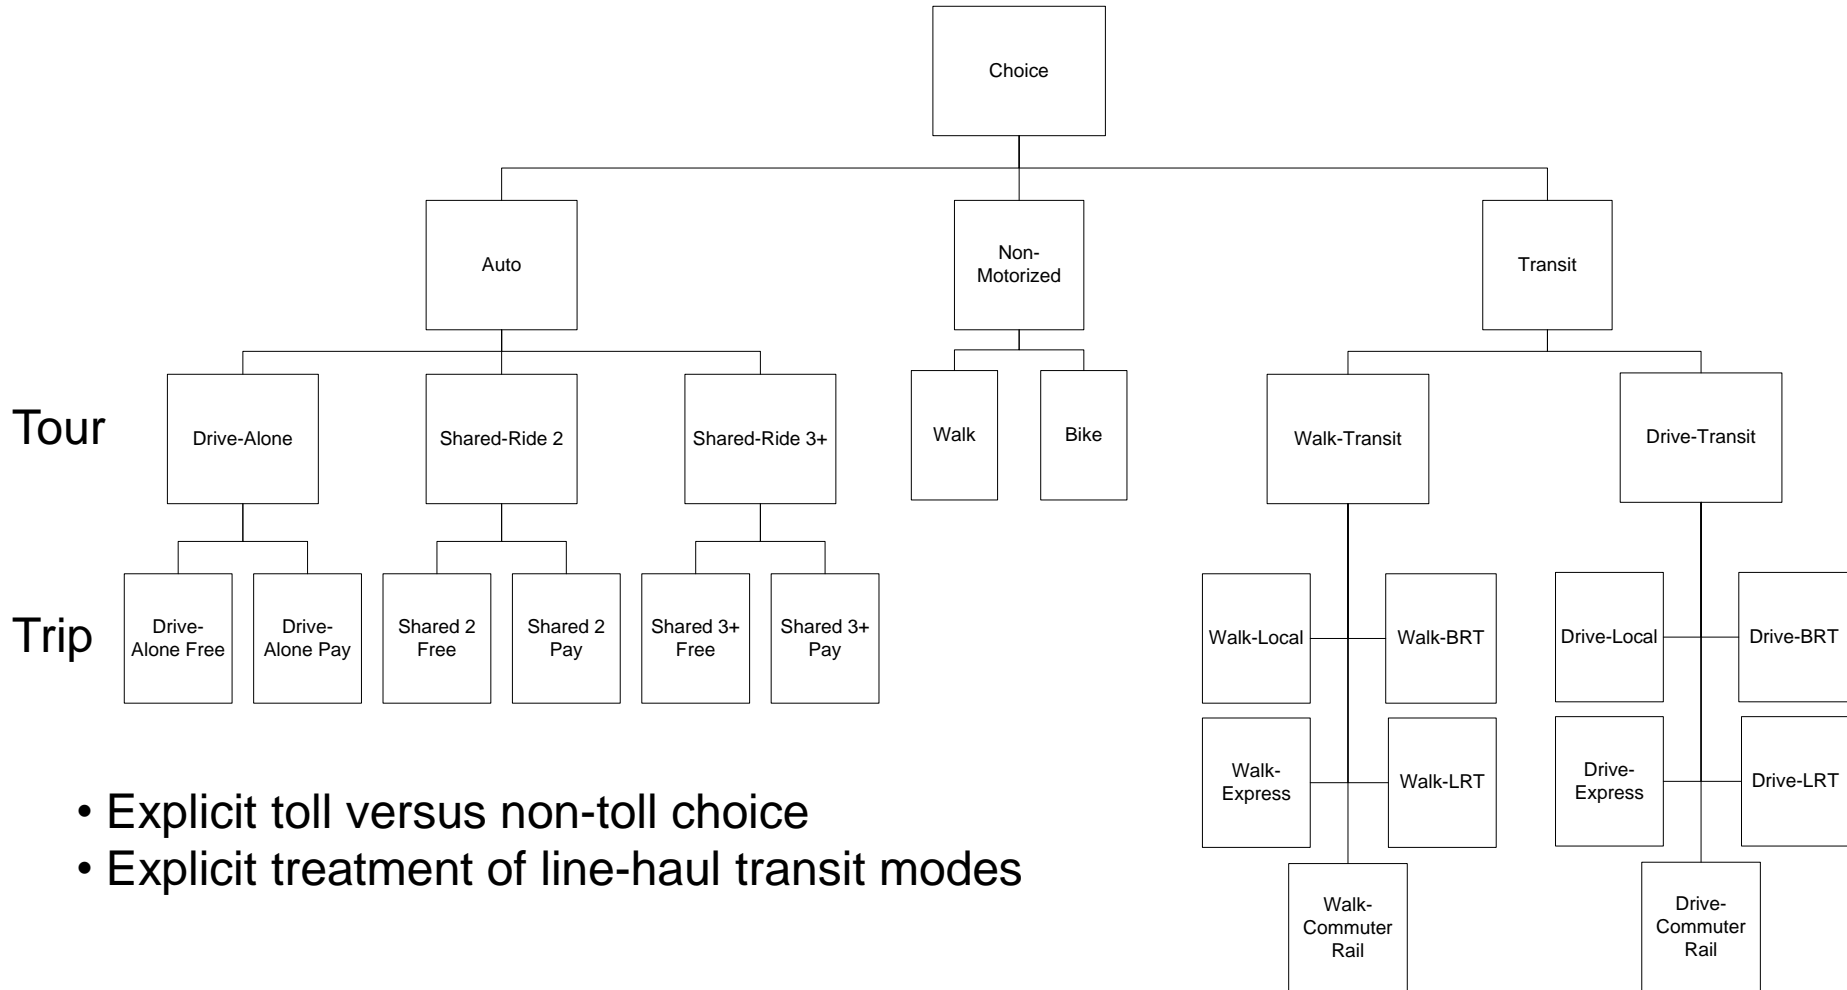 Choice
Auto
Non-
Motorized
Transit
Tour
Drive-Alone
Shared-Ride 2
Shared-Ride 3+
Walk
Bike
Walk-Transit
Drive-Transit
Trip
Drive-
Alone Free
Drive-
Alone Pay
Shared 2
Free
Shared 2
Pay
Shared 3+
Free
Shared 3+
Pay
Walk-Local
Walk-BRT
Drive-Local
Drive-BRT
Walk-
Express
Walk-LRT
Drive-
Express
Drive-LRT
• Explicit toll versus non-toll choice
• Explicit treatment of line-haul transit modes
Walk-
Commuter
Rail
Drive-
Commuter
Rail